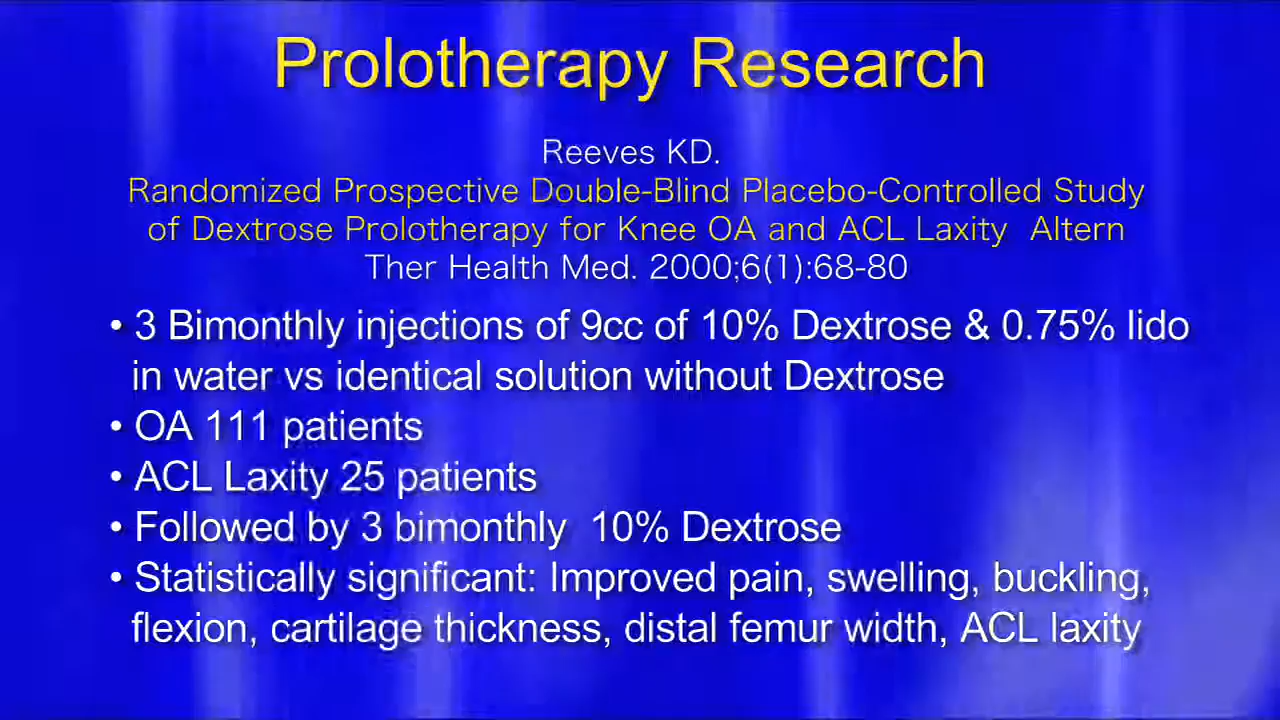 Prolotherapy Research
Reeves KD.
Randomized Prospective Double-Blind Placebo-Controlled Study
of Dextrose Prolotherapy for Knee OA and ACL Laxity Altern
Ther Health Med. 2000;6(1):68-80
• 3 Bimonthly injections of 9cc of 10% Dextrose & 0.75% lido
in water vs identical solution without Dextrose
• OA 111 patients
• ACL Laxity 25 patients
• Followed by 3 bimonthly 10% Dextrose
• Statistically significant: Improved pain, swelling, buckling,
flexion, cartilage thickness, distal femur width, ACL laxity